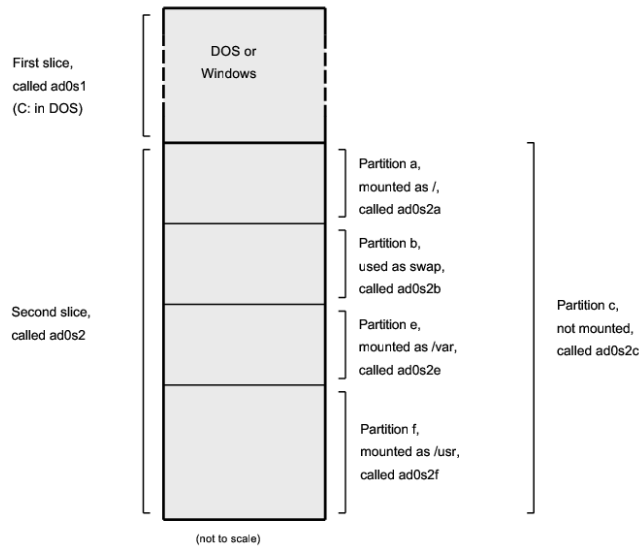 DOS or
Windows
First slice,
called ad0s1
(C: in DOS)
Partition a,
mounted as /,
called ad0s2a
Partition b,
used as swap,
called ad0s2b
Second slice,
called ad0s2
Partition c,
not mounted,
called ad0s2c
Partition e,
mounted as /var,
called ad0s2e
Partition f,
mounted as /usr,
called ad0s2f
(not to scale)